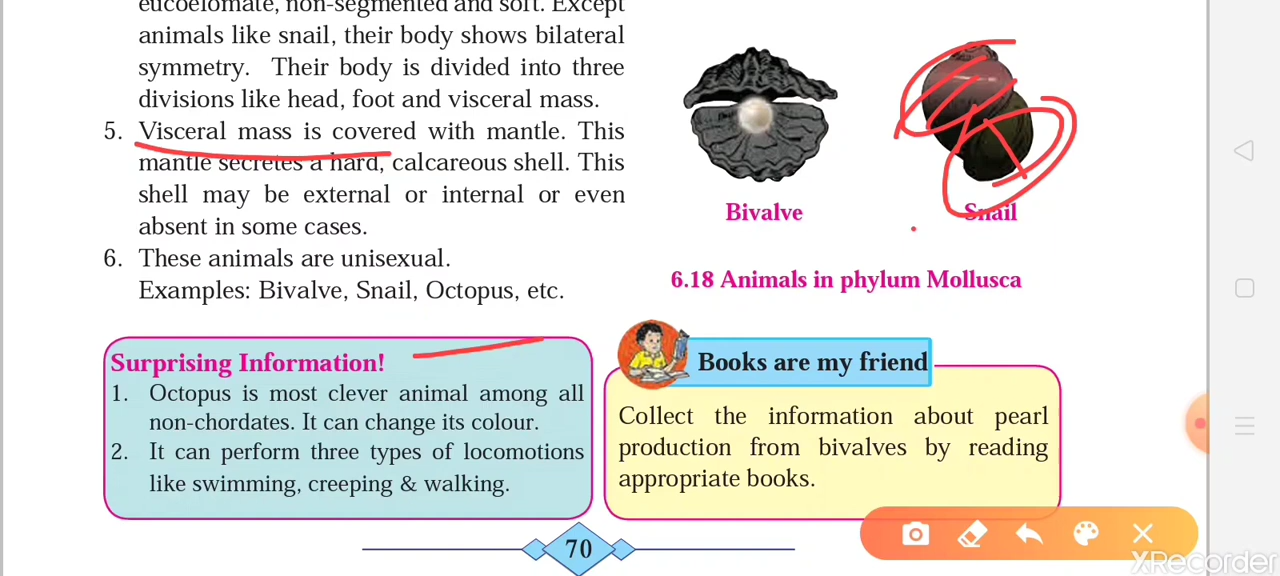 eucoelomate, non-segmented and soft. Except
animals like snail, their body shows bilateral
symmetry. Their body is divided into three
divisions like head, foot and visceral mass.
5. Visceral mass is covered with mantle. This
mantle secretes a hard, calcareous shell. This
shell may be external or internal or even
absent in some cases.
6. These animals are unisexual.
Examples: Bivalve, Snail, Octopus, etc.
Bivalve
Snail
6.18 Animals in phylum Mollusca
Surprising Information!
1. Octopus is most clever animal among all
non-chordates. It can change its colour.
2. It can perform three types of locomotions
like swimming, creeping & walking.
Books are my friend
Collect the information about pearl
production from bivalves by reading
appropriate books.
70
XRecorder